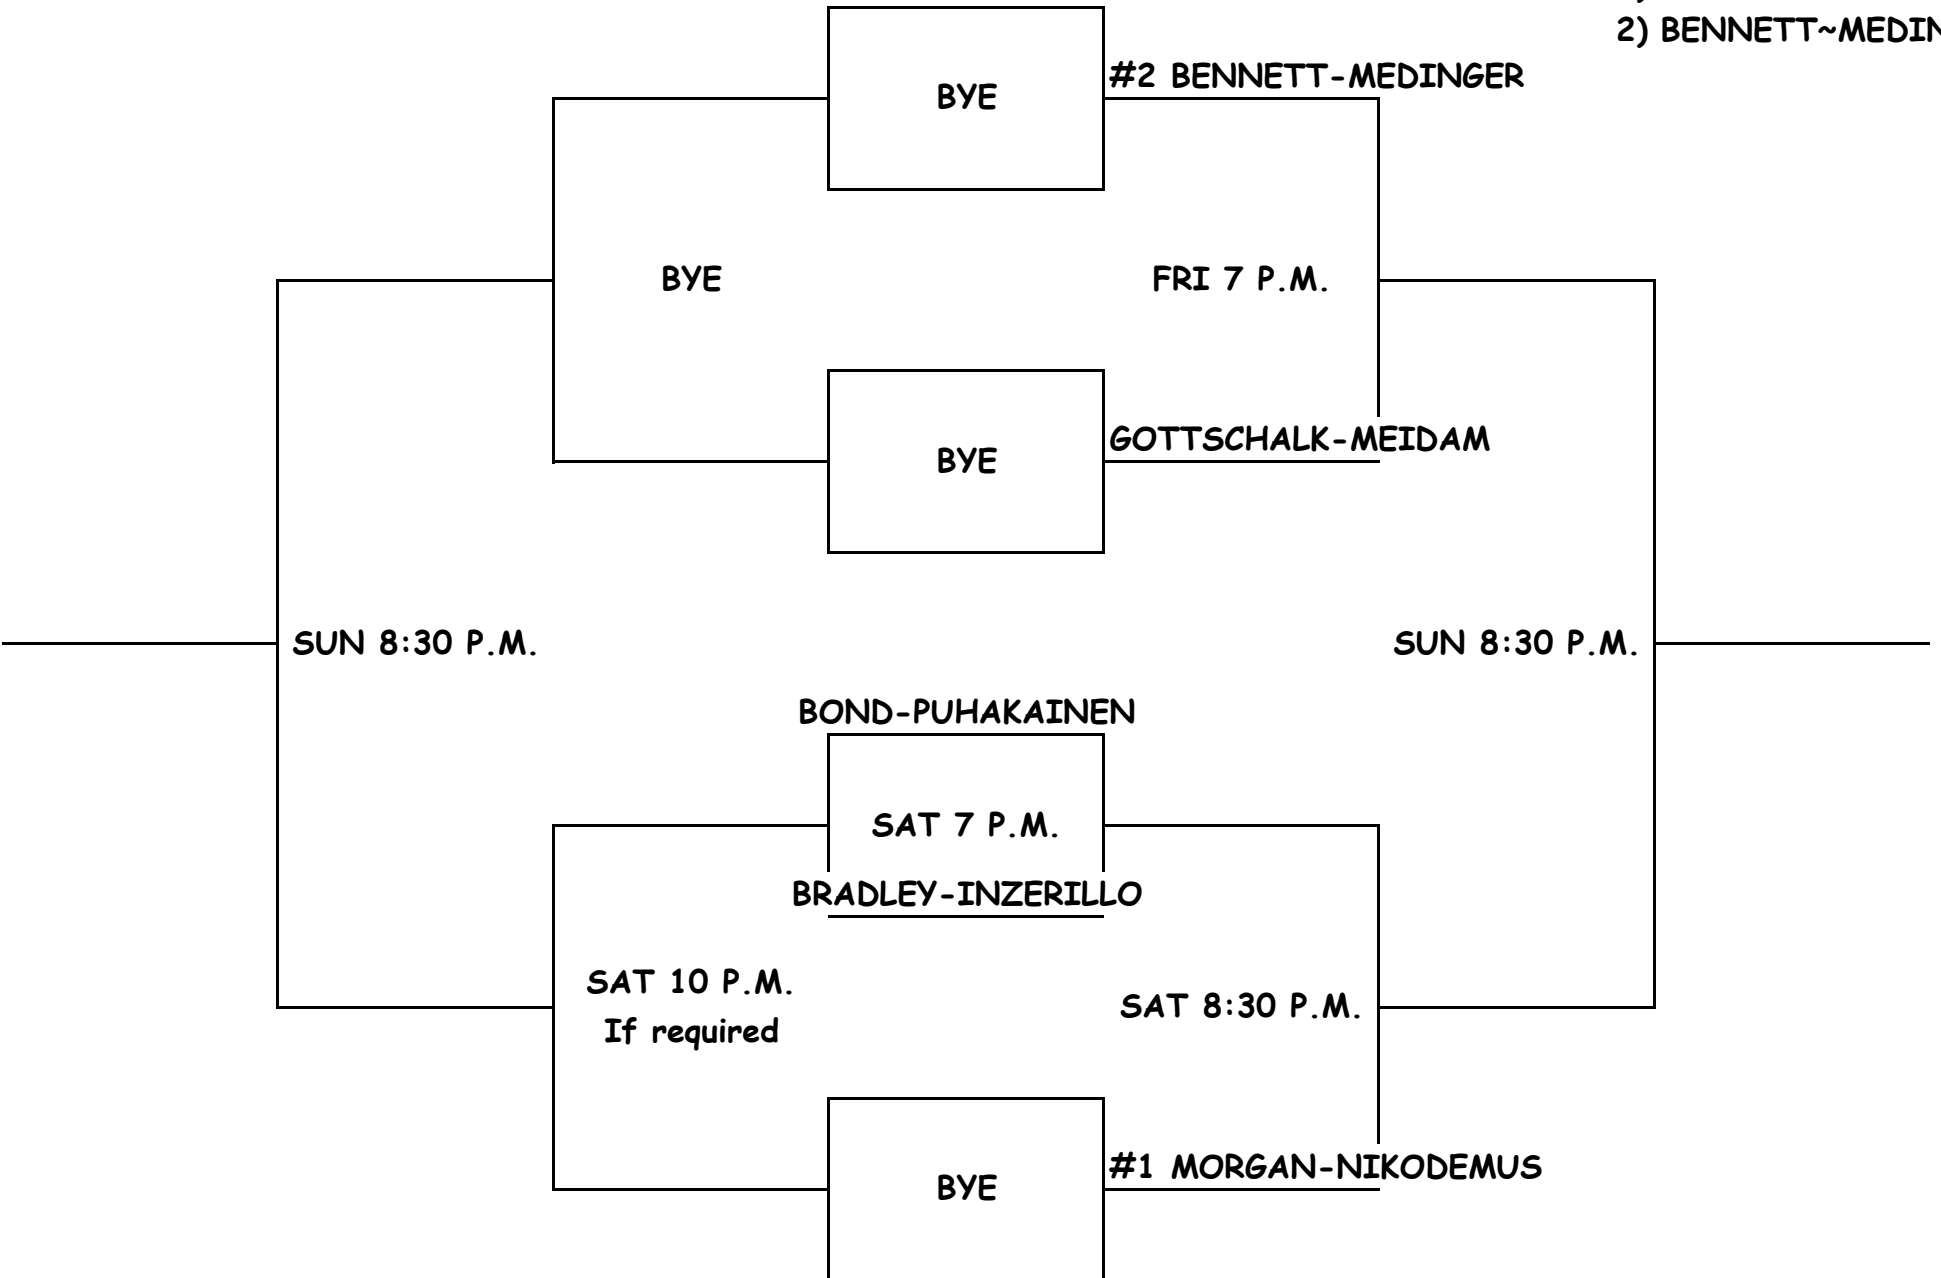 2) BENNETT~MEDIN
#2 BENNETT-MEDINGER
BYE
BYE
FRI 7 P.M.
GOTTSCHALK-MEIDAM
BYE
SUN 8:30 P.M.
SUN 8:30 P.M.
BOND-PUHAKAINEN
SAT 7 P.M.
BRADLEY-INZERILLO
SAT 10 P.M.
If required
SAT 8:30 P.M.
#1 MORGAN-NIKODEMUS
BYE